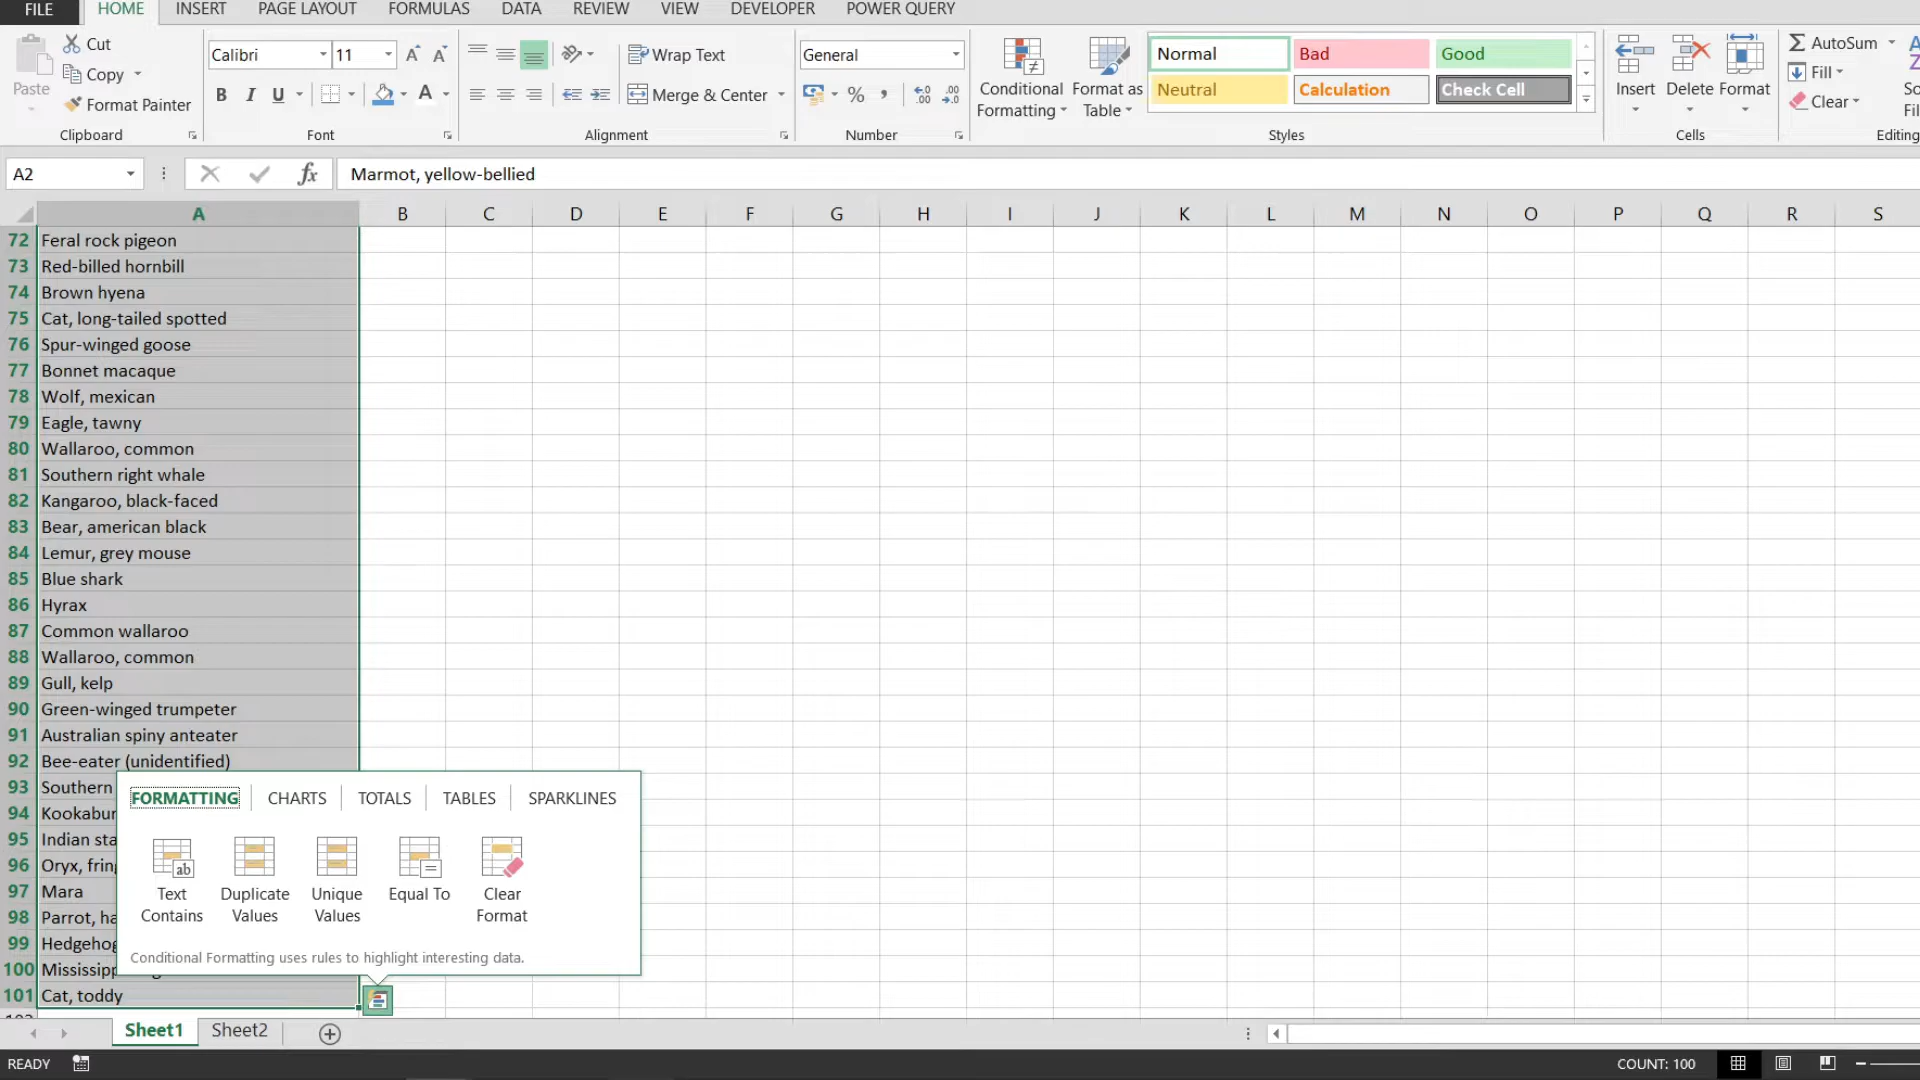 FILE HOME INSERT PAGE LAYOUT FORMULAS DATA REVIEW VIEW DEVELOPER POWER QUERY
Paste
Cut
Copy
Format Painter
Clipboard
Calibri 11
B I U A
Font
Wrap Text
Merge & Center
Alignment
General
% ,
Number
Conditional Formatting
Format as Table
Normal Bad Good
Neutral Calculation Check Cell
Styles
Insert Delete Format
Cells
AutoSum
Fill
Clear
Editing
A2 fx Marmot, yellow-bellied
A B C D E F G H I J K L M N O P Q R S
72 Feral rock pigeon
73 Red-billed hornbill
74 Brown hyena
75 Cat, long-tailed spotted
76 Spur-winged goose
77 Bonnet macaque
78 Wolf, mexican
79 Eagle, tawny
80 Wallaroo, common
81 Southern right whale
82 Kangaroo, black-faced
83 Bear, american black
84 Lemur, grey mouse
85 Blue shark
86 Hyrax
87 Common wallaroo
88 Wallaroo, common
89 Gull, kelp
90 Green-winged trumpeter
91 Australian spiny anteater
92 Bee-eater (unidentified)
93 Southern
94 Kookabur
95 Indian sta
96 Oryx, fring
97 Mara
98 Parrot, ha
99 Hedgehog
100 Mississipp
101 Cat, toddy
FORMATTING CHARTS TOTALS TABLES SPARKLINES
Text Contains
Duplicate Values
Unique Values
Equal To
Clear Format
Conditional Formatting uses rules to highlight interesting data.
Sheet1 Sheet2
READY COUNT: 100